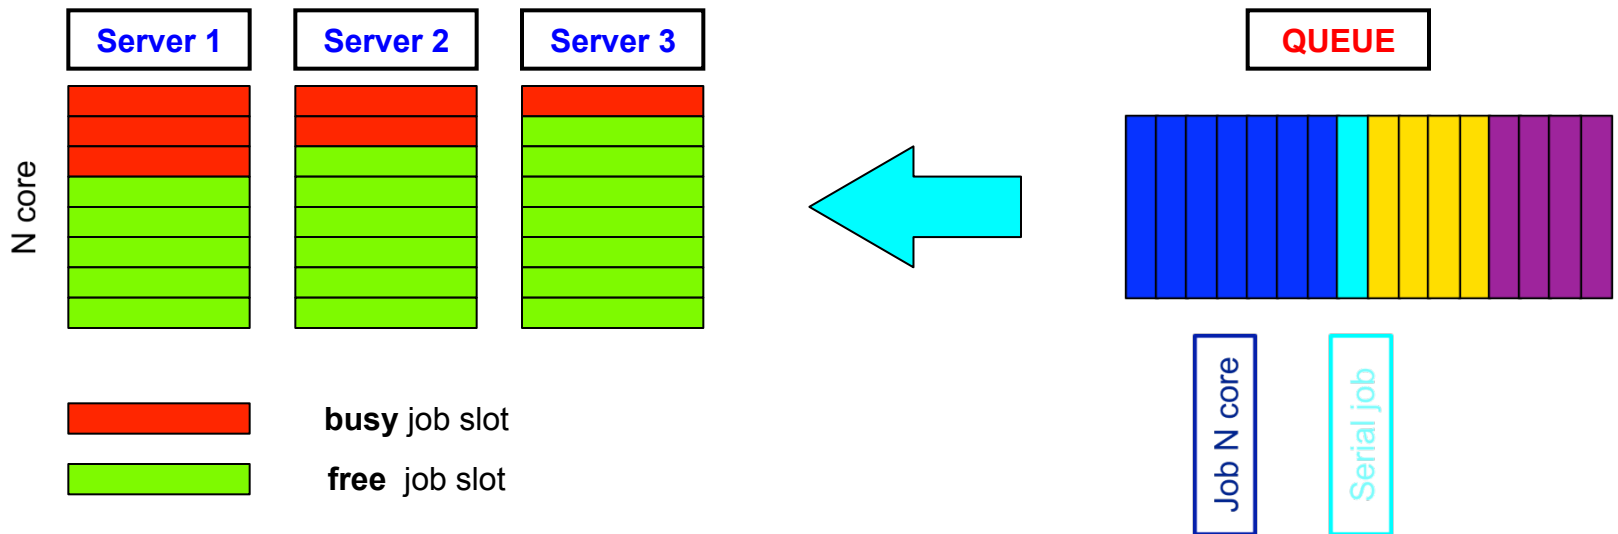 Server 1
Server 2
Server 3
QUEUE
N core
busy job slot
free job slot
Job N core
Serial job